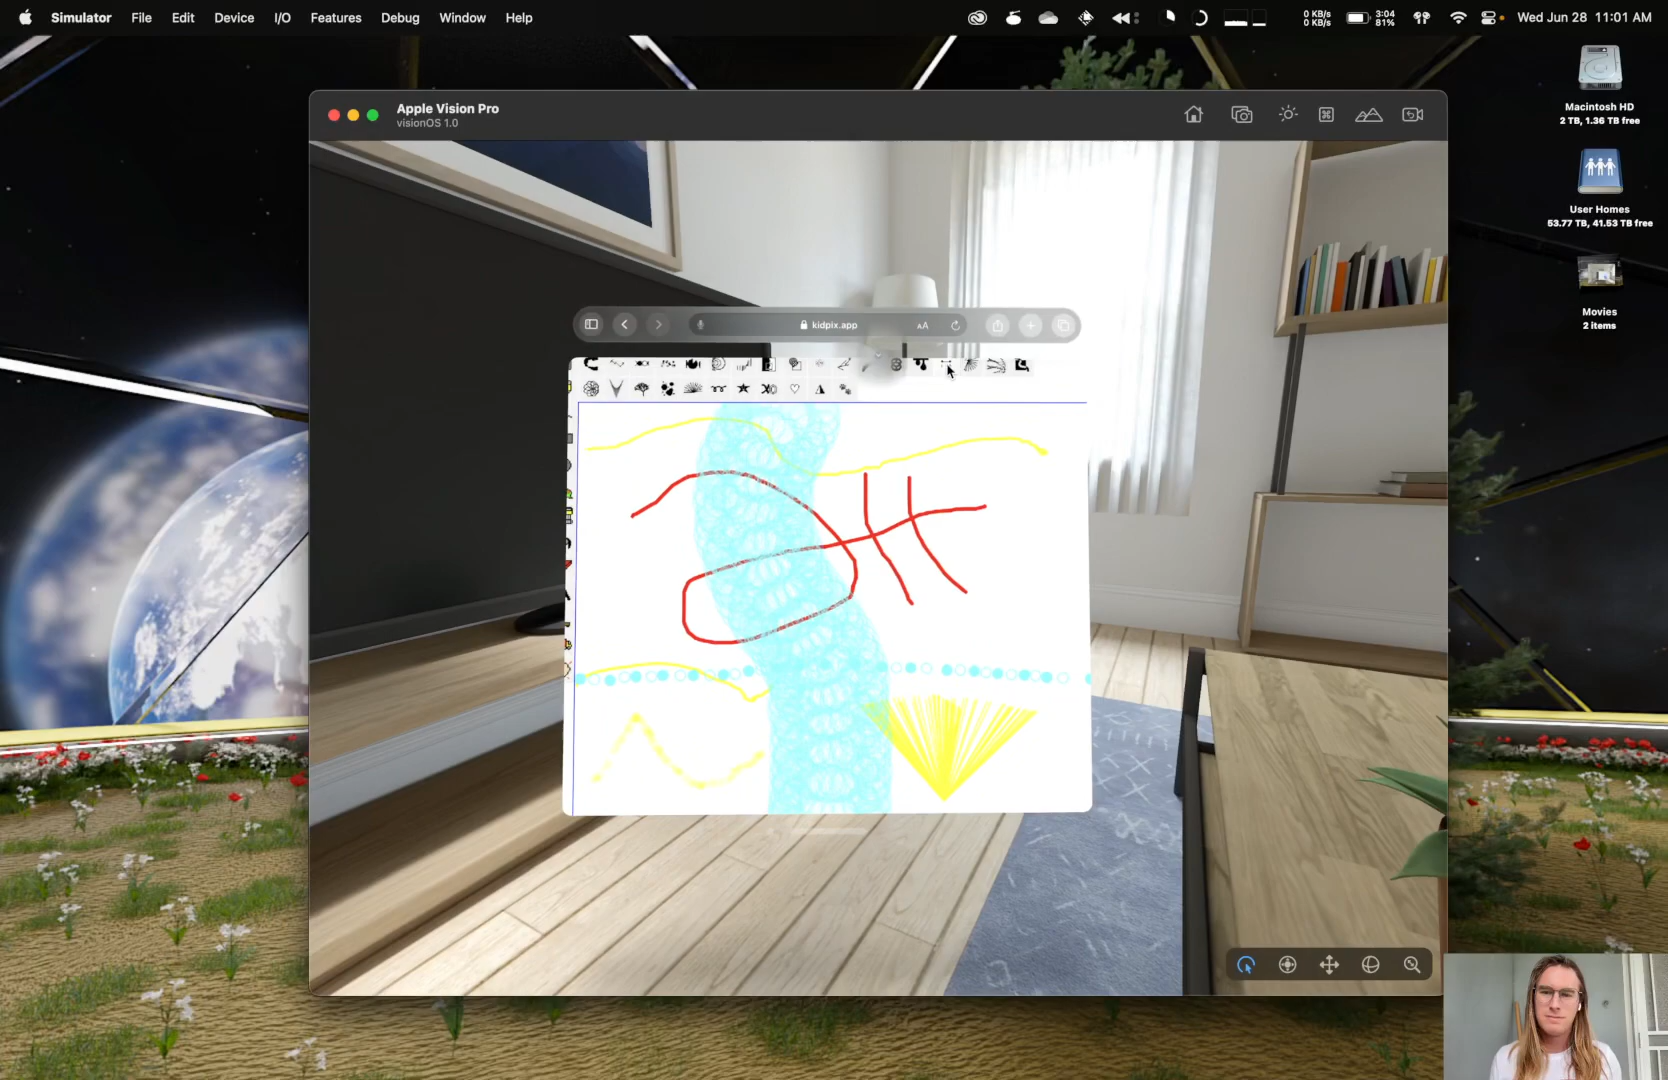 Simulator File Edit Device I/O Features Debug Window Help
0 KB/s
0 KB/s
3:04
81%
Wed Jun 28 11:01 AM
Macintosh HD
2 TB, 1.36 TB free
User Homes
53.77 TB, 41.53 TB free
Movies
2 items
Apple Vision Pro
visionOS 1.0
kidpix.app
AA